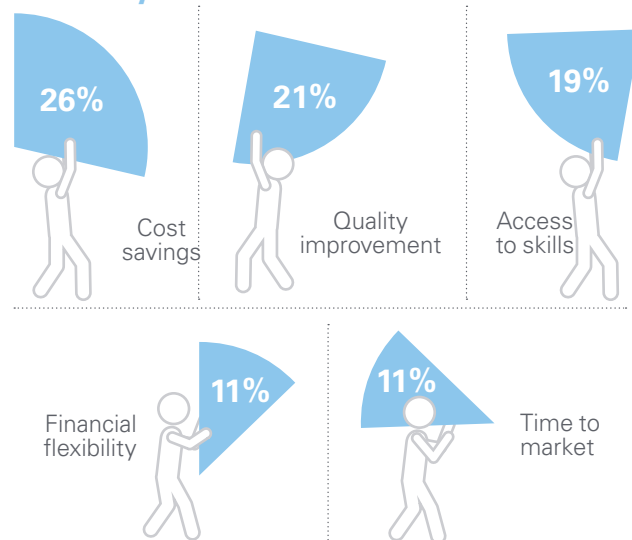 26%
21%
19%
Cost
savings
Quality
improvement
Access
to skills
11%
11%
Financial
flexibility
Time to
market